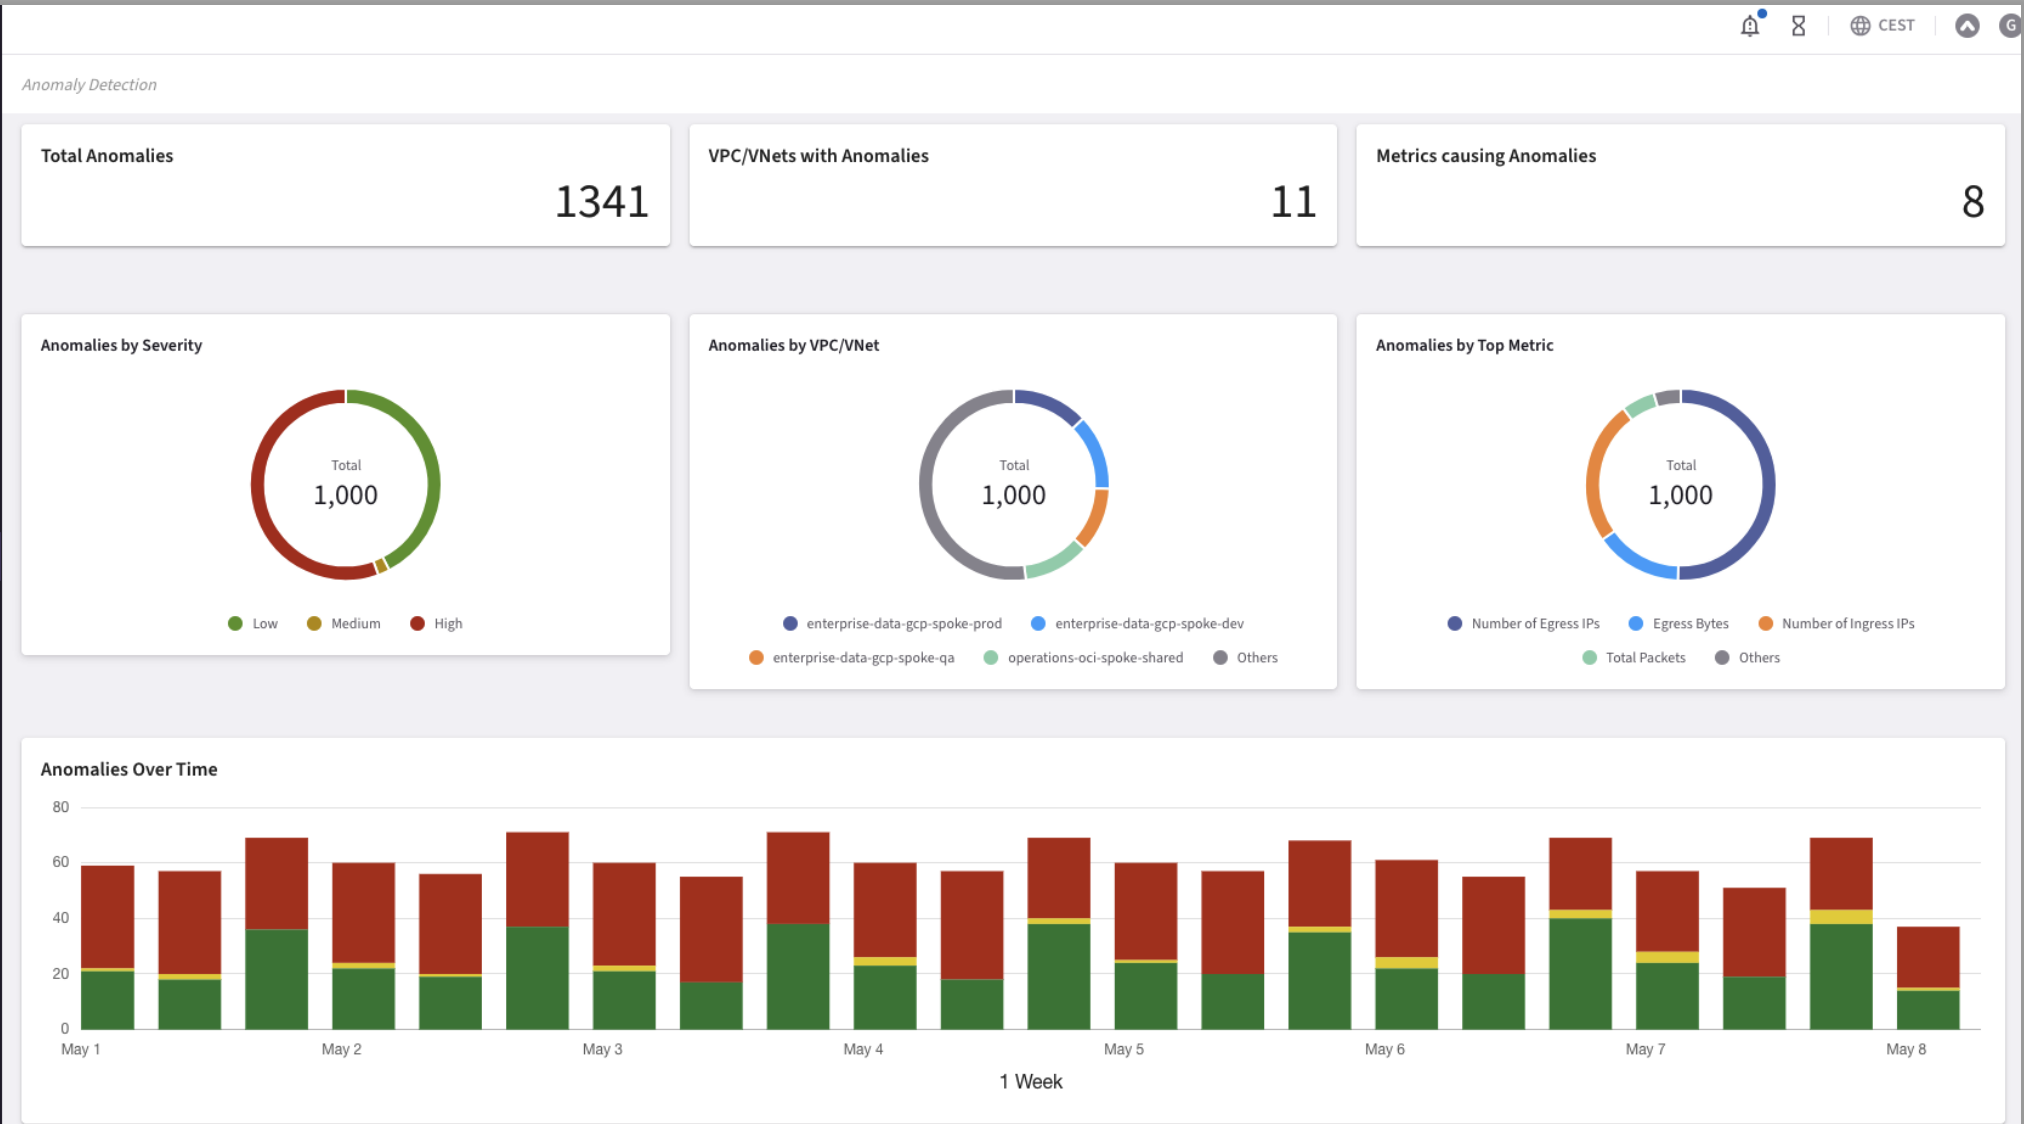 CEST
G
Anomaly Detection
Total Anomalies
1341
VPC/VNets with Anomalies
11
Metrics causing Anomalies
8
Anomalies by Severity
Total
1,000
Low Medium High
Anomalies by VPC/VNet
Total
1,000
enterprise-data-gcp-spoke-prod enterprise-data-gcp-spoke-dev
enterprise-data-gcp-spoke-qa operations-oci-spoke-shared Others
Anomalies by Top Metric
Total
1,000
Number of Egress IPs Egress Bytes Number of Ingress IPs
Total Packets Others
Anomalies Over Time
80
60
40
20
0
May 1 May 2 May 3 May 4 May 5 May 6 May 7 May 8
1 Week